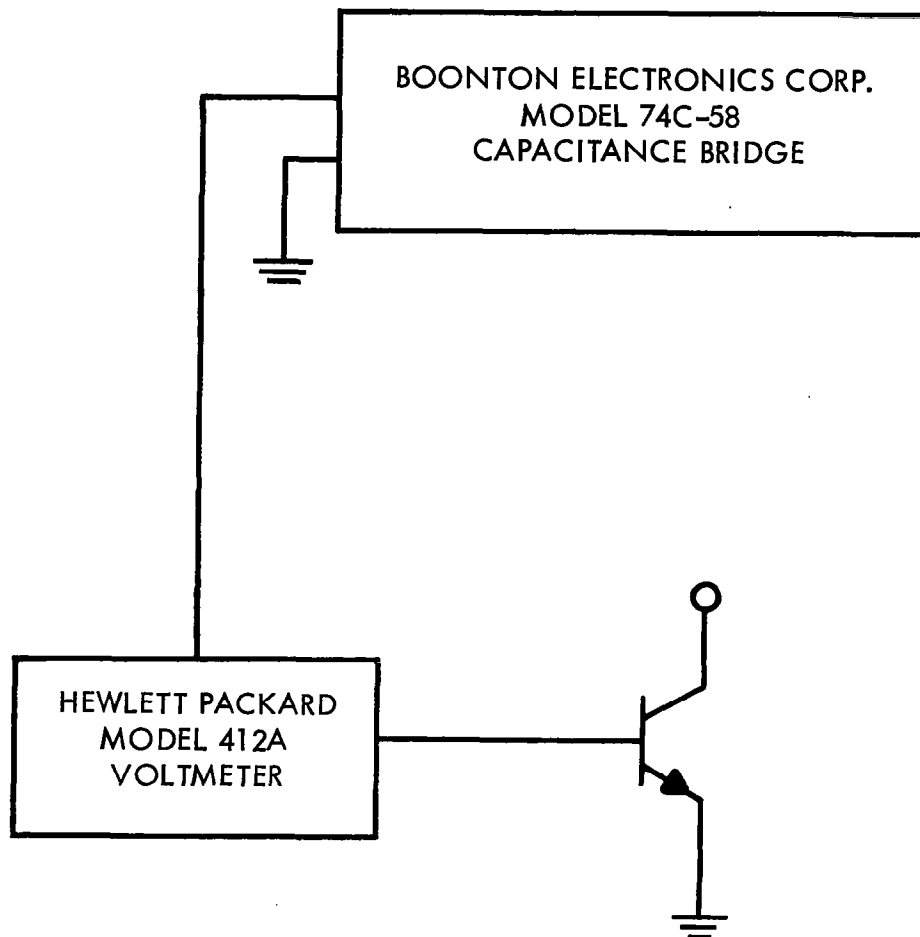 BOONTON ELECTRONICS CORP.
MODEL 74C-58
CAPACITANCE BRIDGE
HEWLETT PACKARD
MODEL 412A
VOLTMETER